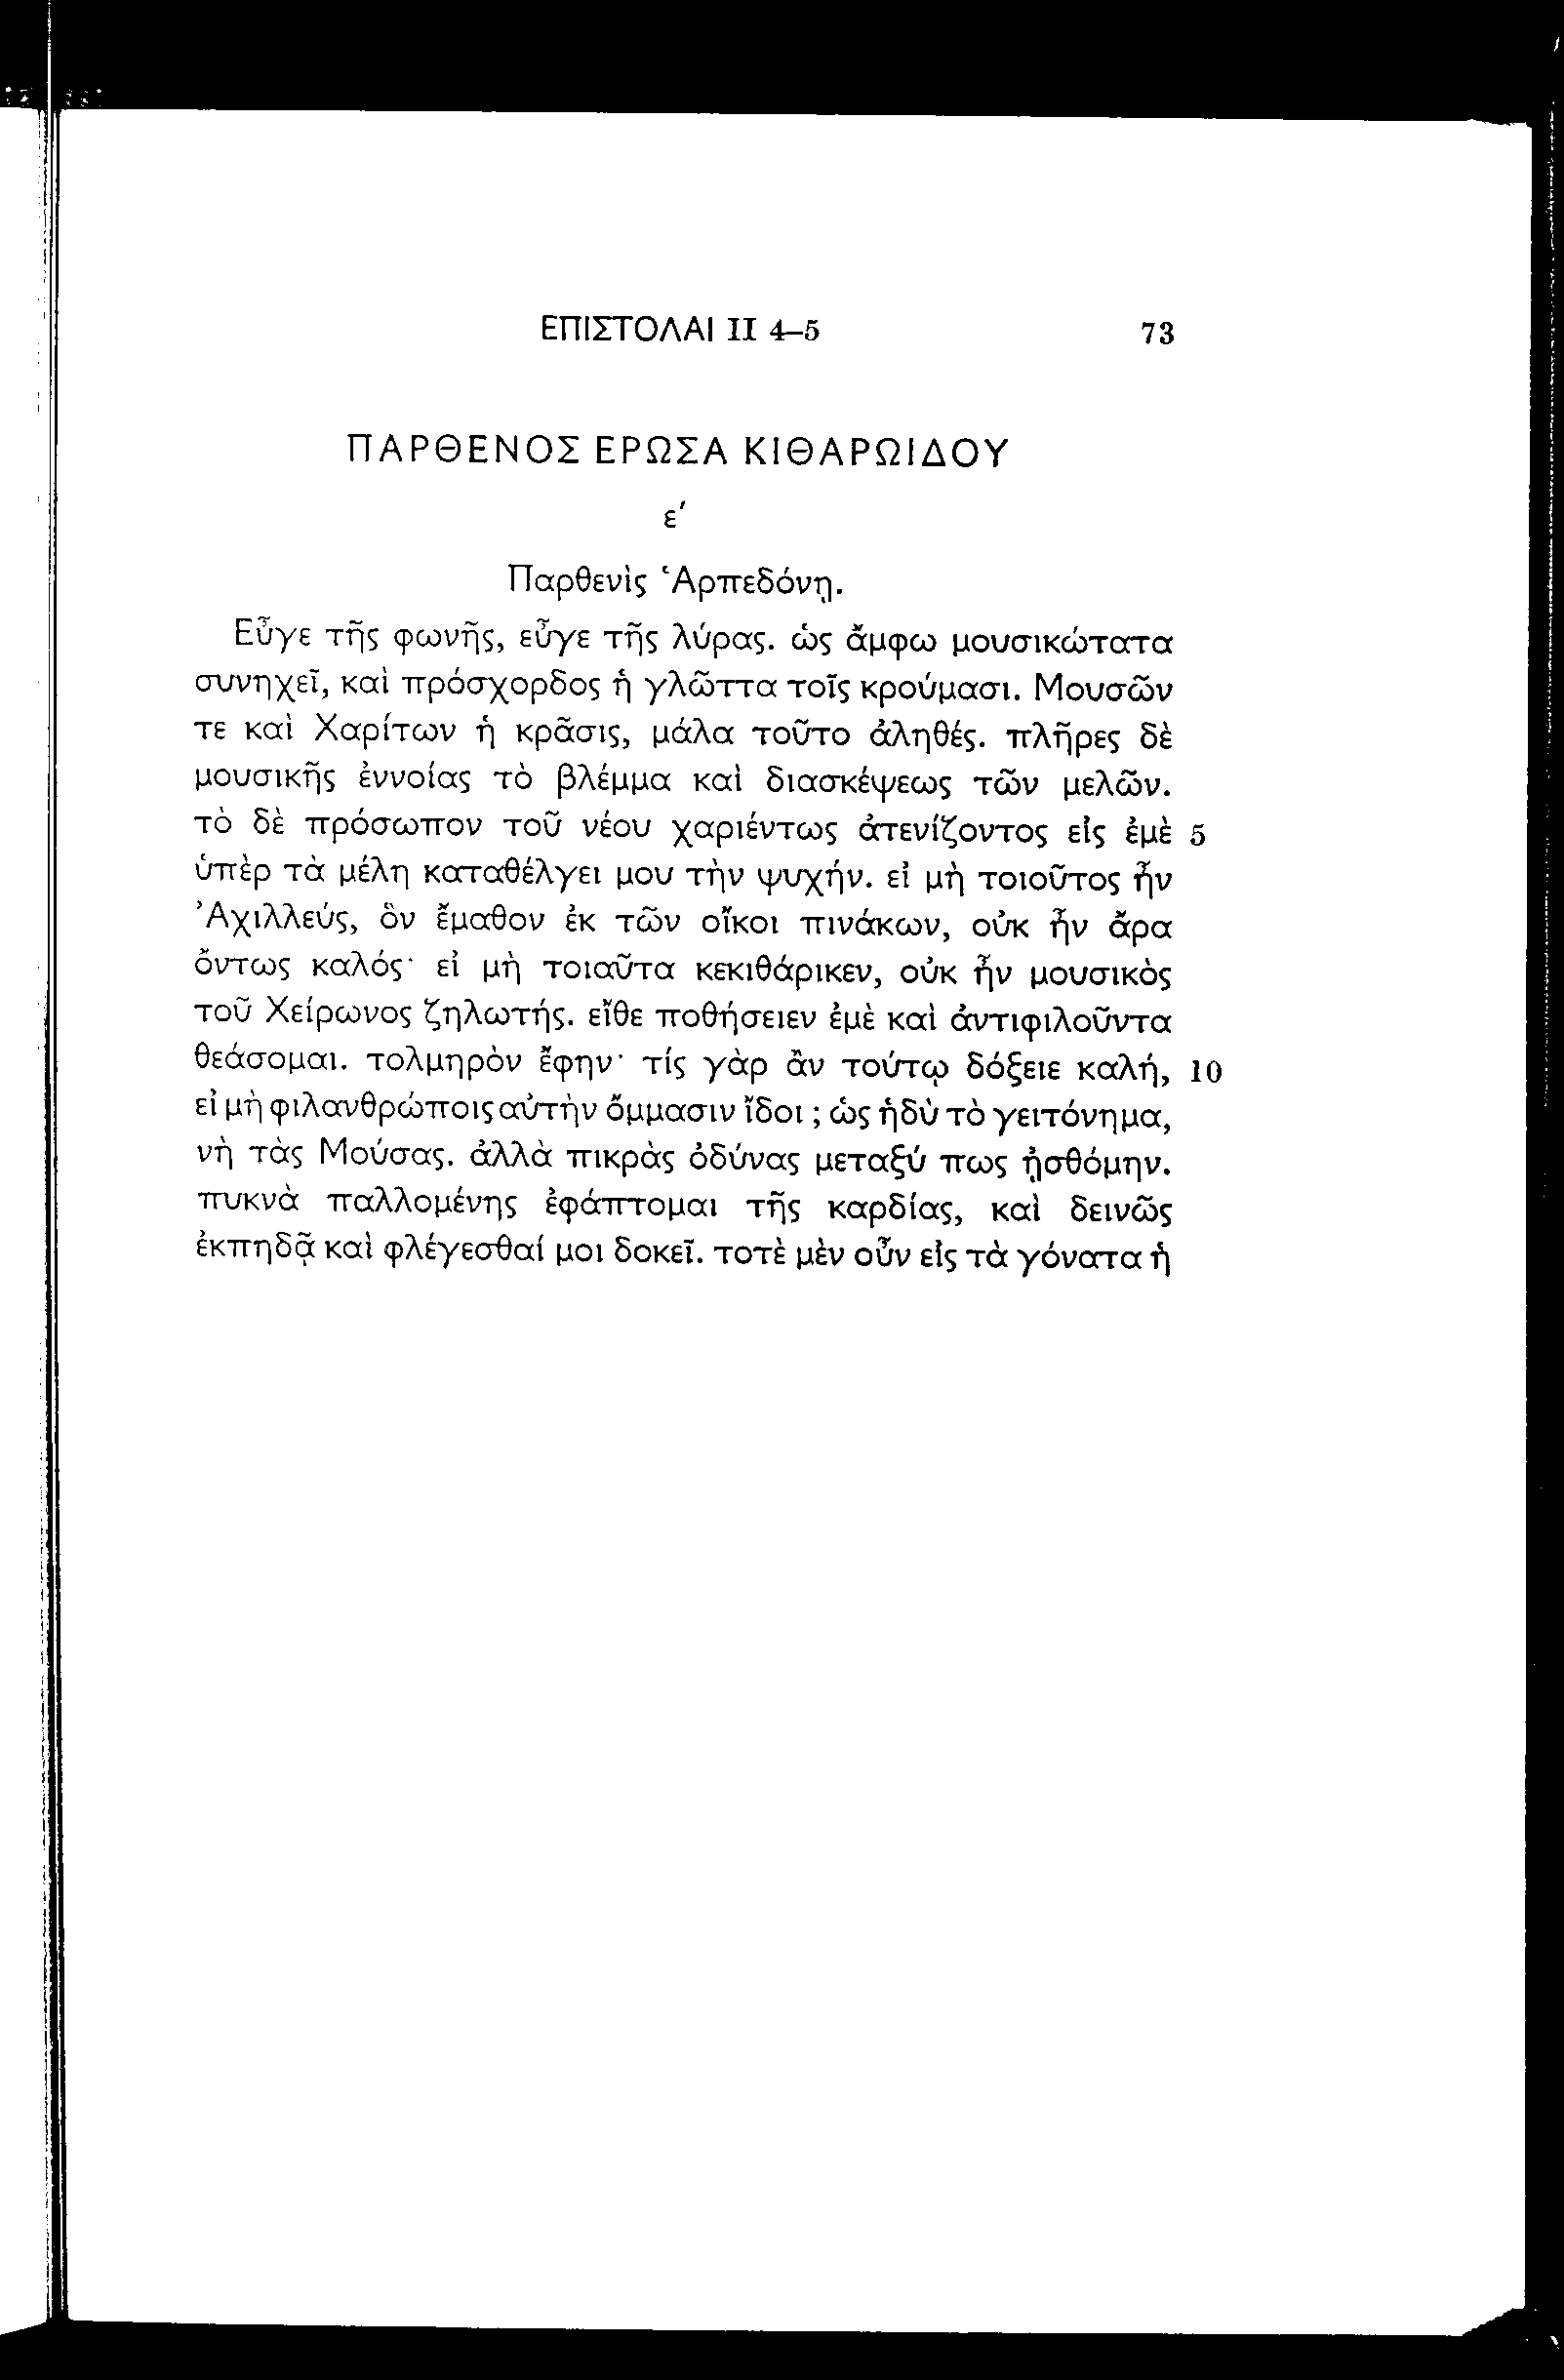 ΕΠΙΣΤΟΛΑΙ II 4–5 73
ΠΑΡΘΕΝΟΣ ΕΡΩΣΑ ΚΙΘΑΡΩΙΔΟΥ
ε′
Παρθενὶς Ἁρπεδόνῃ.
Εὖγε τῆς φωνῆς, εὖγε τῆς λύρας. ὡς ἄμφω μουσικώτατα
συνηχεῖ, καὶ πρόσχορδος ἡ γλῶττα τοῖς κρούμασι. Μουσῶν
τε καὶ Χαρίτων ἡ κρᾶσις, μάλα τοῦτο ἀληθές. πλῆρες δὲ
μουσικῆς ἐννοίας τὸ βλέμμα καὶ διασκέψεως τῶν μελῶν.
τὸ δὲ πρόσωπον τοῦ νέου χαριέντως ἀτενίζοντος εἰς ἐμὲ 5
ὑπὲρ τὰ μέλη καταθέλγει μου τὴν ψυχήν. εἰ μὴ τοιοῦτος ἦν
Ἀχιλλεύς, ὃν ἔμαθον ἐκ τῶν οἴκοι πινάκων, οὐκ ἦν ἄρα
ὄντως καλός· εἰ μὴ τοιαῦτα κεκιθάρικεν, οὐκ ἦν μουσικὸς
τοῦ Χείρωνος ζηλωτής. εἴθε ποθήσειεν ἐμὲ καὶ ἀντιφιλοῦντα
θεάσομαι. τολμηρὸν ἔφην· τίς γὰρ ἂν τούτῳ δόξειε καλή, 10
εἰ μὴ φιλανθρώποις αὐτὴν ὄμμασιν ἴδοι ; ὡς ἡδὺ τὸ γειτόνημα,
νὴ τὰς Μούσας. ἀλλὰ πικρὰς ὀδύνας μεταξύ πως ᾐσθόμην.
πυκνὰ παλλομένης ἐφάπτομαι τῆς καρδίας, καὶ δεινῶς
ἐκπηδᾷ καὶ φλέγεσθαί μοι δοκεῖ. τοτὲ μὲν οὖν εἰς τὰ γόνατα ἡ